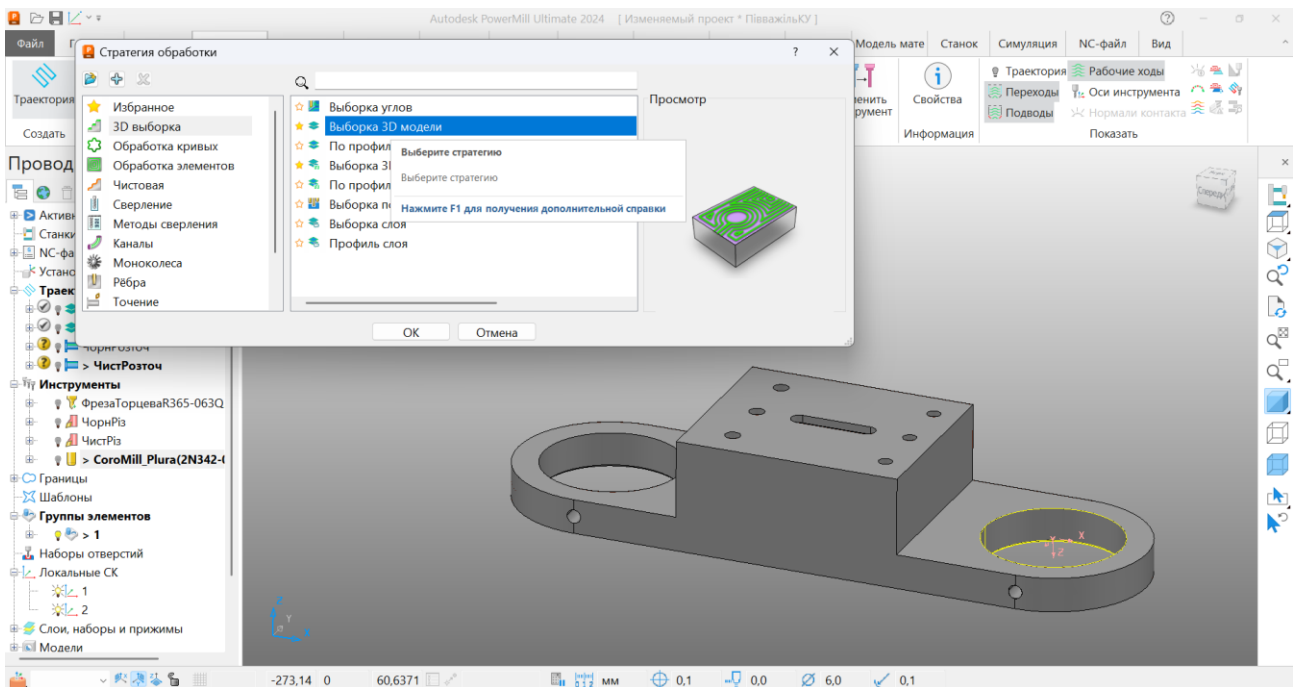 Autodesk PowerMill Ultimate 2024 [ Изменяемый проект * ПівважільКУ ]
Файл
Модель мате
Станок
Симуляция
NC-файл
Вид
Стратегия обработки
Избранное
3D выборка
Обработка кривых
Обработка элементов
Чистовая
Сверление
Методы сверления
Каналы
Моноколеса
Рёбра
Точение
Выборка углов
Выборка 3D модели
По профил
Выборка 3
По профил
Выборка по
Выборка слоя
Профиль слоя
Выберите стратегию
Выберите стратегию
Нажмите F1 для получения дополнительной справки
Просмотр
OK
Отмена
Траектория
Создать
енить
румент
Свойства
Информация
Траектория
Рабочие ходы
Переходы
Оси инструмента
Подводы
Нормали контакта
Показать
Провод
Активн
Станки
NC-фа
Устано
Траек
ЧорнРозточ
> ЧистРозточ
Инструменты
ФрезаТорцеваR365-063Q
ЧорнРіз
ЧистРіз
> CoroMill_Plura(2N342-(
Границы
Шаблоны
Группы элементов
> 1
Наборы отверстий
Локальные СК
1
2
Слои, наборы и прижимы
Модели
Спереди
X
Z
Z
Y
-273,14 0 60,6371 мм 0,1 0,0 6,0 0,1